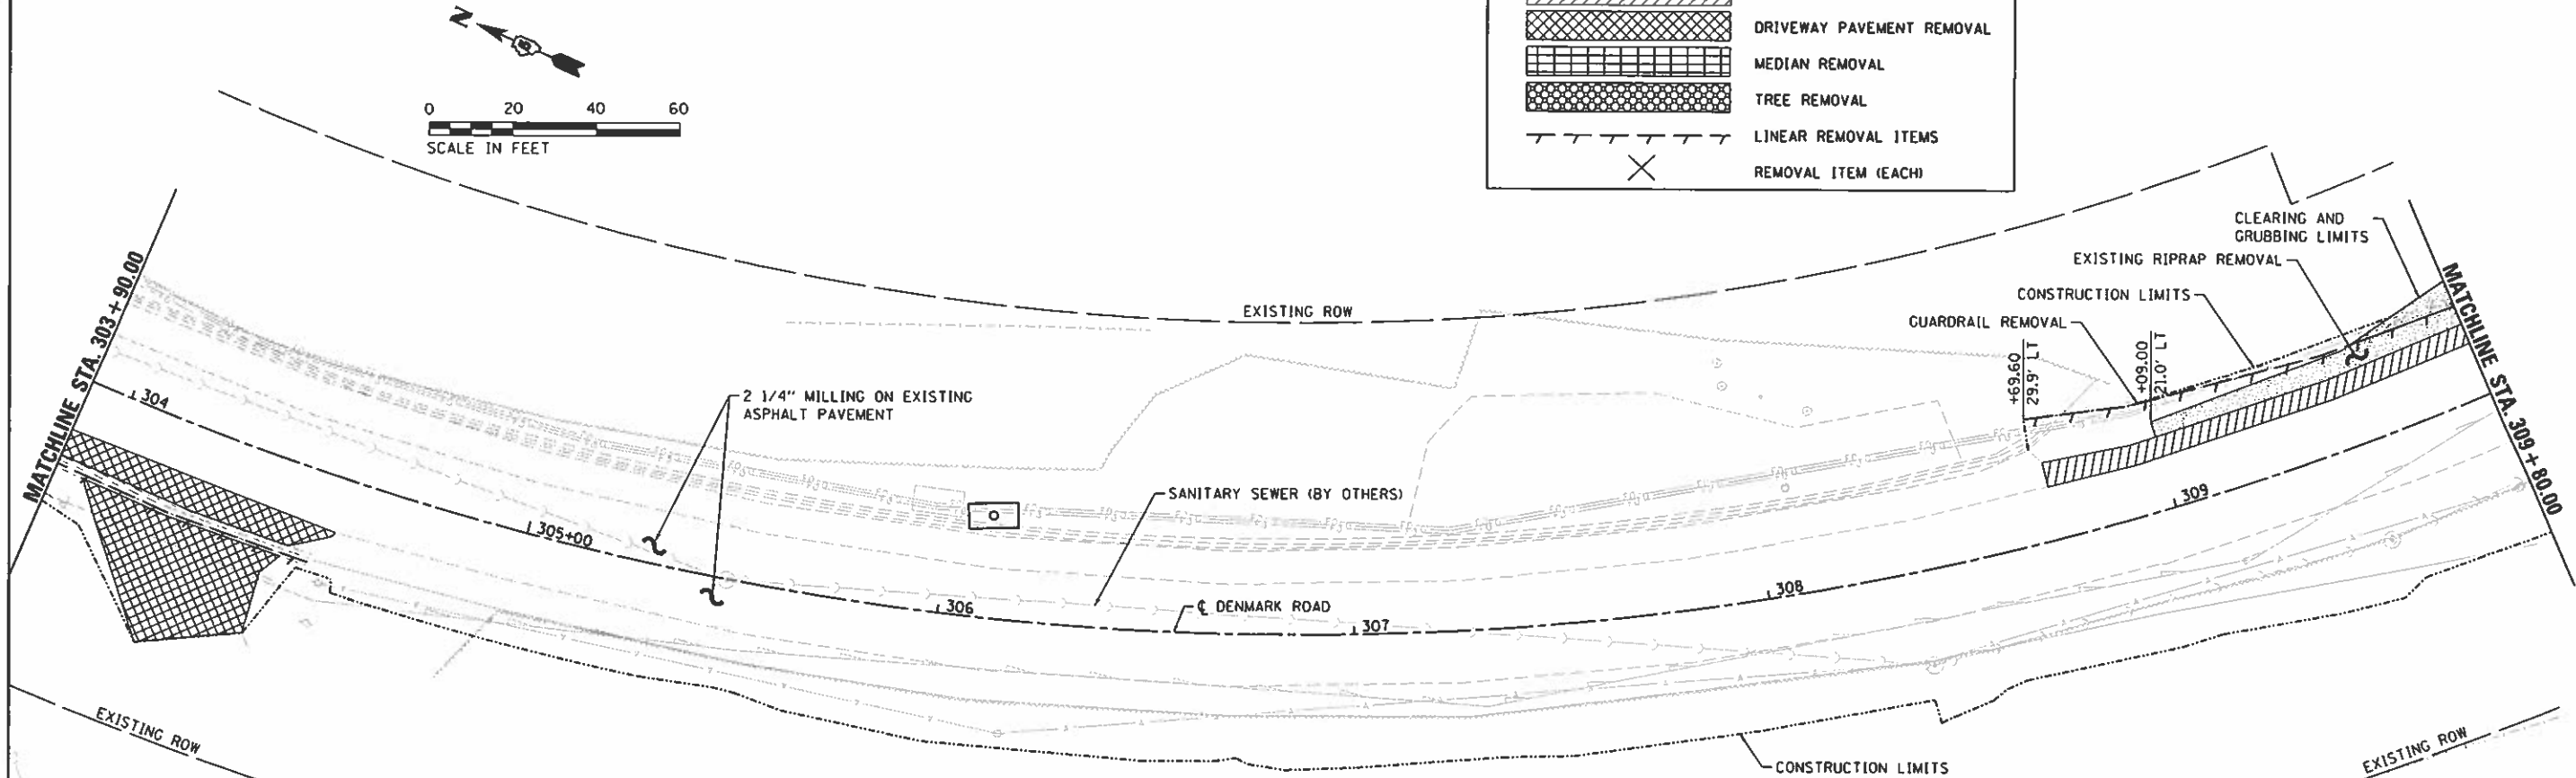 N
0 20 40 60
SCALE IN FEET
DRIVEWAY PAVEMENT REMOVAL
MEDIAN REMOVAL
TREE REMOVAL
LINEAR REMOVAL ITEMS
REMOVAL ITEM (EACH)
CLEARING AND
GRUBBING LIMITS
EXISTING RIPRAP REMOVAL
CONSTRUCTION LIMITS
GUARDRAIL REMOVAL
+69.60
29.9' LT
+09.00
21.0' LT
MATCHLINE STA. 303+90.00
MATCHLINE STA. 309+80.00
EXISTING ROW
2 1/4" MILLING ON EXISTING
ASPHALT PAVEMENT
SANITARY SEWER (BY OTHERS)
℄ DENMARK ROAD
304
305+00
306
307
308
309
EXISTING ROW
CONSTRUCTION LIMITS
EXISTING ROW